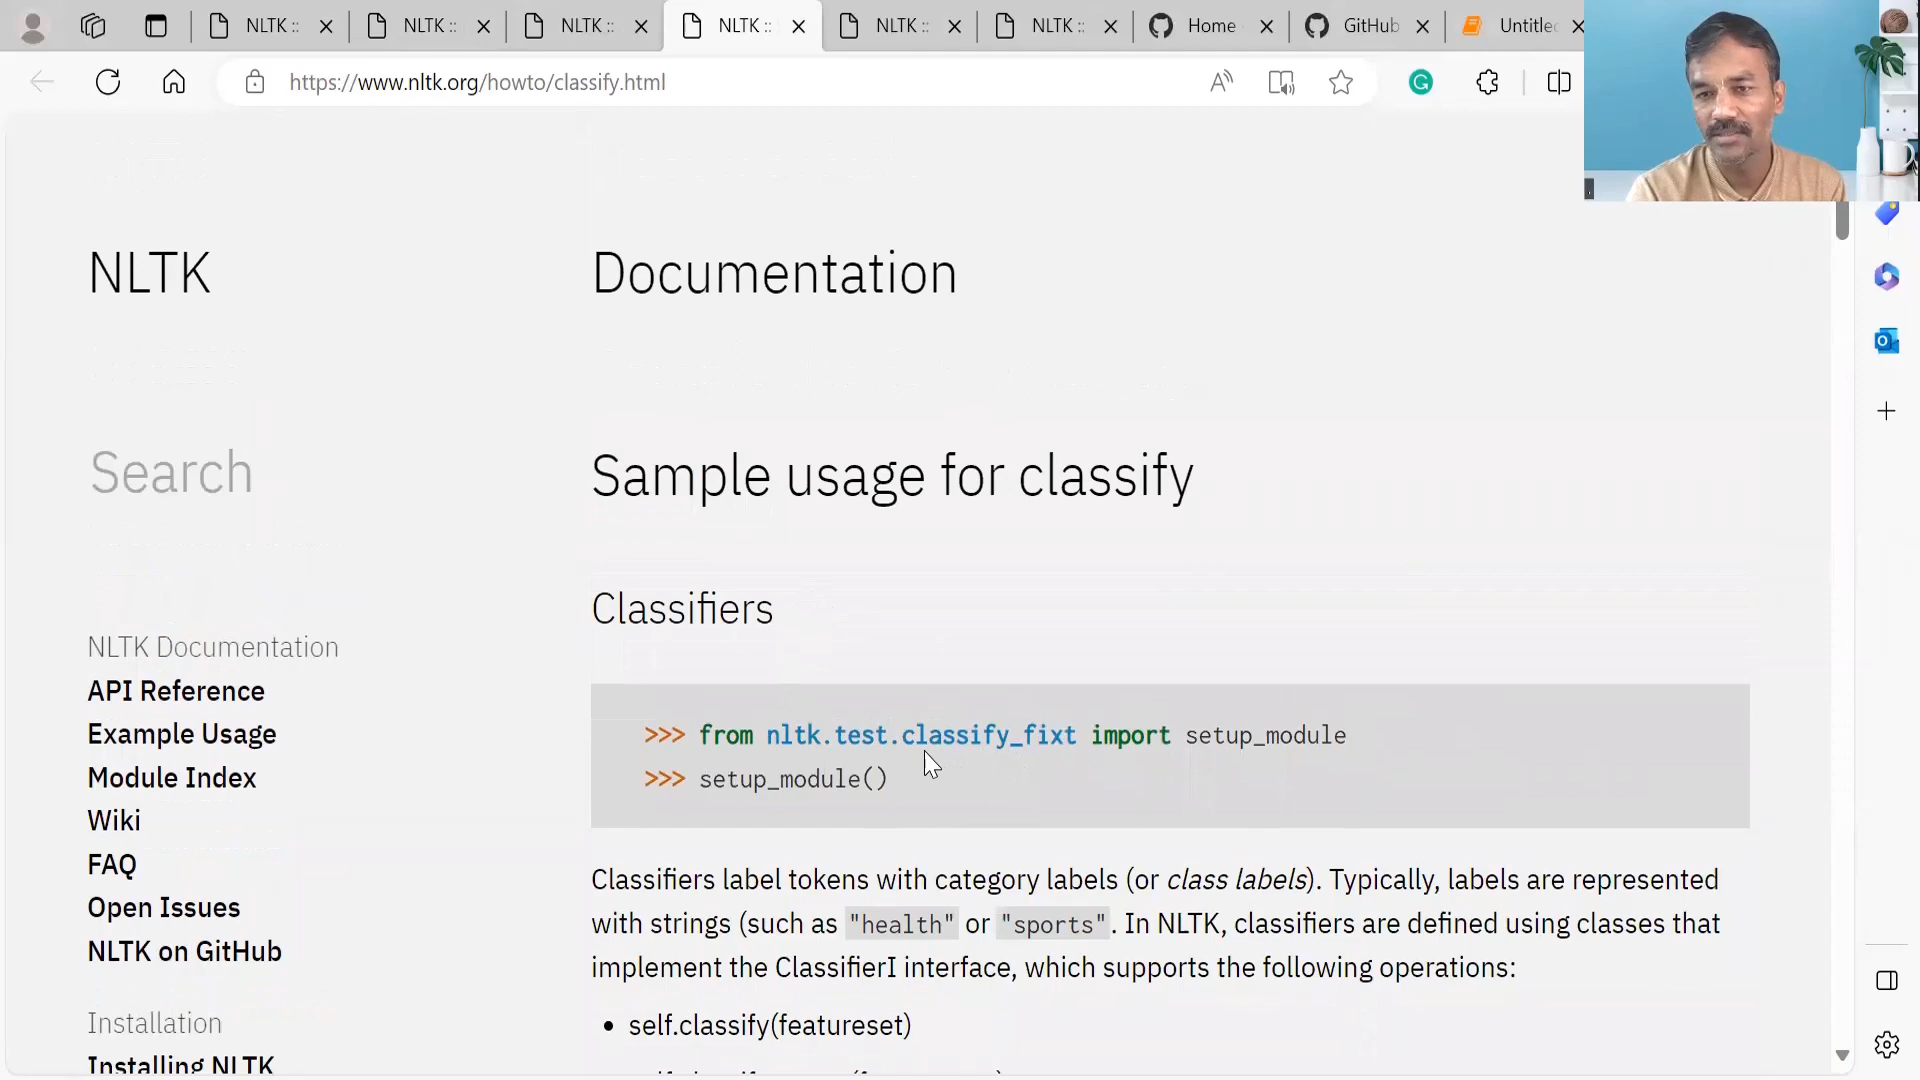 NLTK ::
NLTK ::
NLTK ::
NLTK ::
NLTK ::
NLTK ::
Home
GitHub
Untitle
https://www.nltk.org/howto/classify.html
NLTK
Documentation
Search
Sample usage for classify
Classifiers
NLTK Documentation
API Reference
Example Usage
Module Index
Wiki
FAQ
Open Issues
NLTK on GitHub
Installation
Installing NLTK
>>> from nltk.test.classify_fixt import setup_module
>>> setup_module()
Classifiers label tokens with category labels (or class labels). Typically, labels are represented
with strings (such as "health" or "sports". In NLTK, classifiers are defined using classes that
implement the ClassifierI interface, which supports the following operations:
• self.classify(featureset)